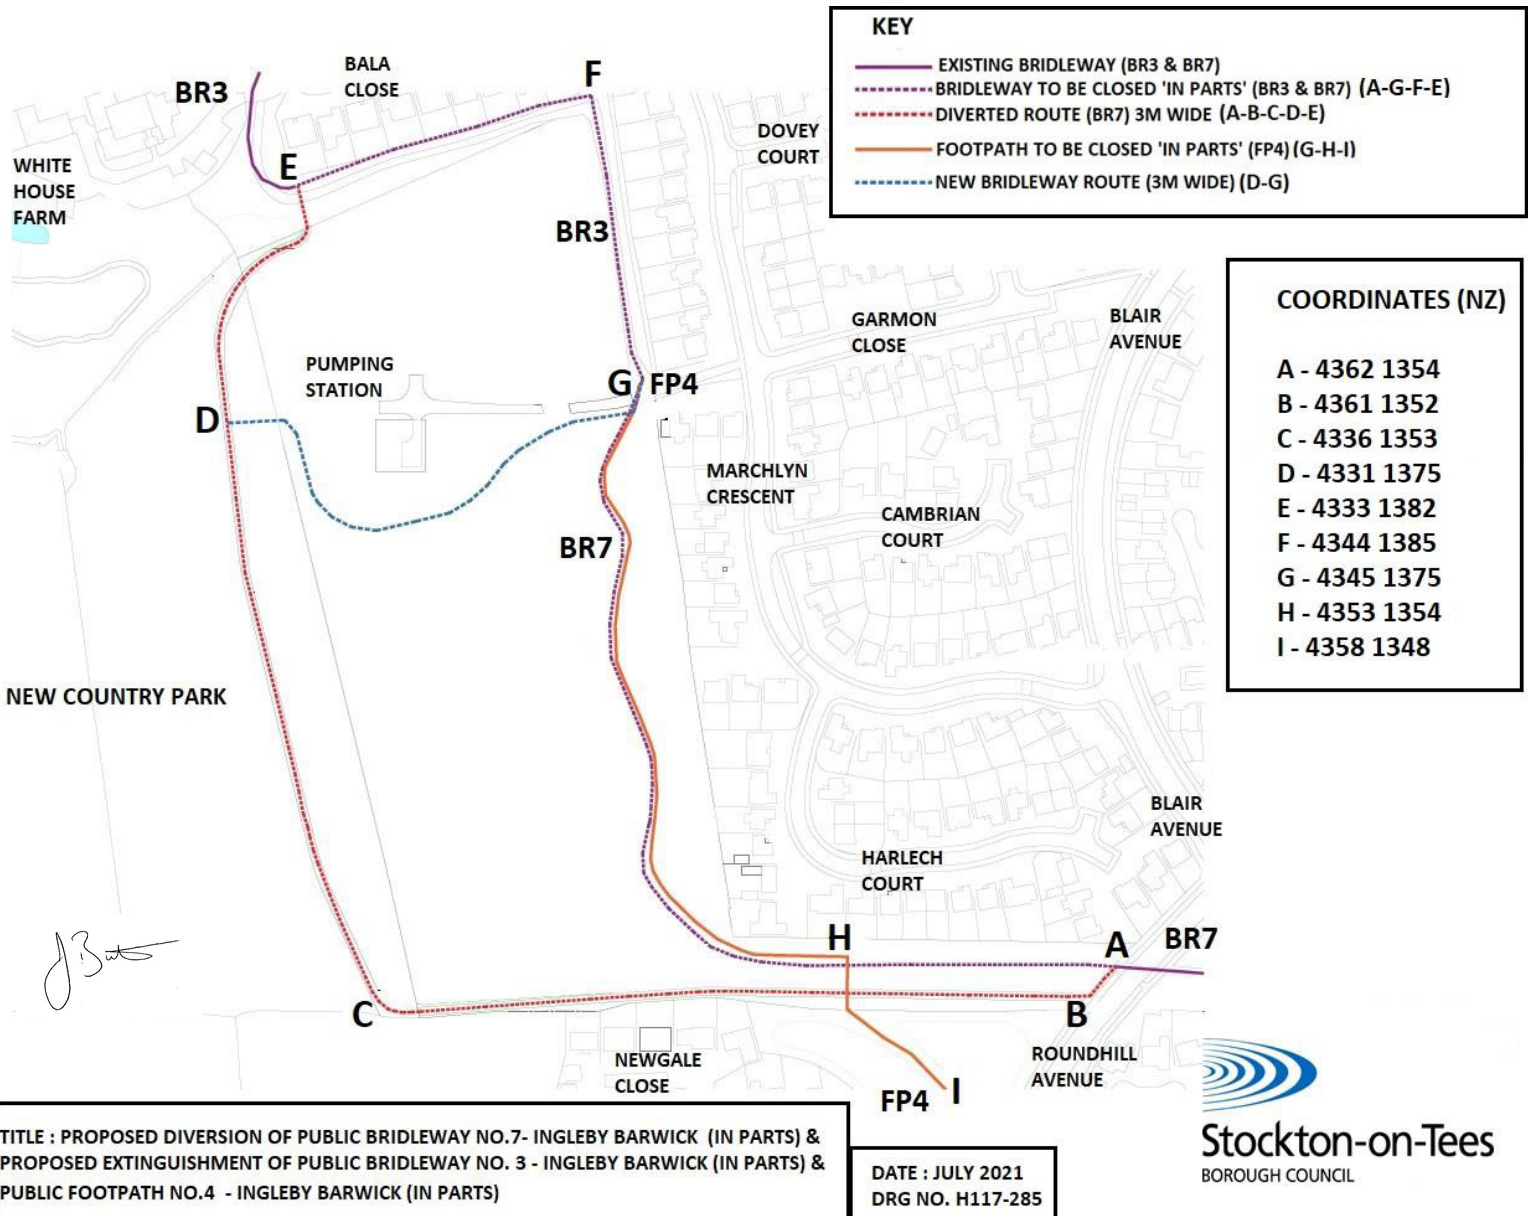 KEY
EXISTING BRIDLEWAY (BR3 & BR7)
BRIDLEWAY TO BE CLOSED 'IN PARTS' (BR3 & BR7) (A-G-F-E)
DIVERTED ROUTE (BR7) 3M WIDE (A-B-C-D-E)
FOOTPATH TO BE CLOSED 'IN PARTS' (FP4) (G-H-I)
NEW BRIDLEWAY ROUTE (3M WIDE) (D-G)
BR3
BALA
CLOSE
F
DOVEY
COURT
WHITE
HOUSE
FARM
E
BR3
COORDINATES (NZ)
A - 4362 1354
B - 4361 1352
C - 4336 1353
D - 4331 1375
E - 4333 1382
F - 4344 1385
G - 4345 1375
H - 4353 1354
I - 4358 1348
GARMON
CLOSE
BLAIR
AVENUE
PUMPING
STATION
G FP4
D
MARCHLYN
CRESCENT
CAMBRIAN
COURT
BR7
NEW COUNTRY PARK
BLAIR
AVENUE
HARLECH
COURT
H
A
BR7
C
B
NEWGALE
CLOSE
ROUNDHILL
AVENUE
FP4 I
Stockton-on-Tees
BOROUGH COUNCIL
TITLE : PROPOSED DIVERSION OF PUBLIC BRIDLEWAY NO.7- INGLEBY BARWICK (IN PARTS) &
PROPOSED EXTINGUISHMENT OF PUBLIC BRIDLEWAY NO. 3 - INGLEBY BARWICK (IN PARTS) &
PUBLIC FOOTPATH NO.4 - INGLEBY BARWICK (IN PARTS)
DATE : JULY 2021
DRG NO. H117-285